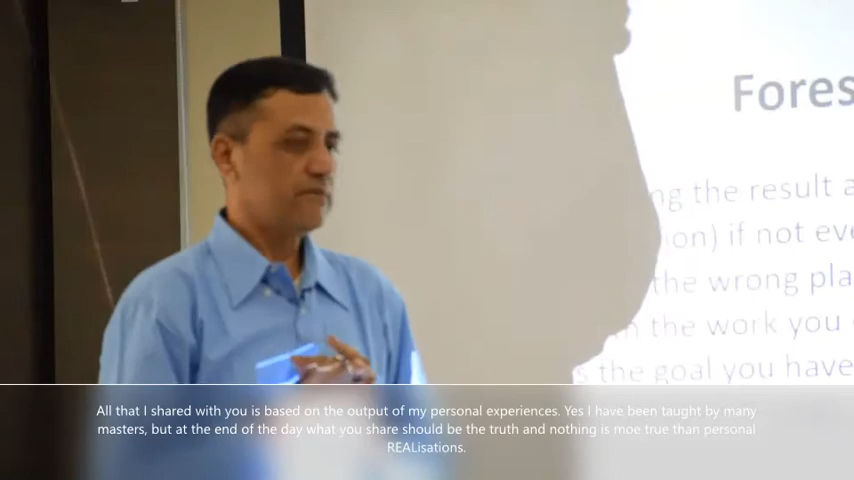 Fores
ng the result a
ion) if not eve
the wrong pla
the work you
the goal you have
All that I shared with you is based on the output of my personal experiences. Yes I have been taught by many
masters, but at the end of the day what you share should be the truth and nothing is moe true than personal
REALisations.